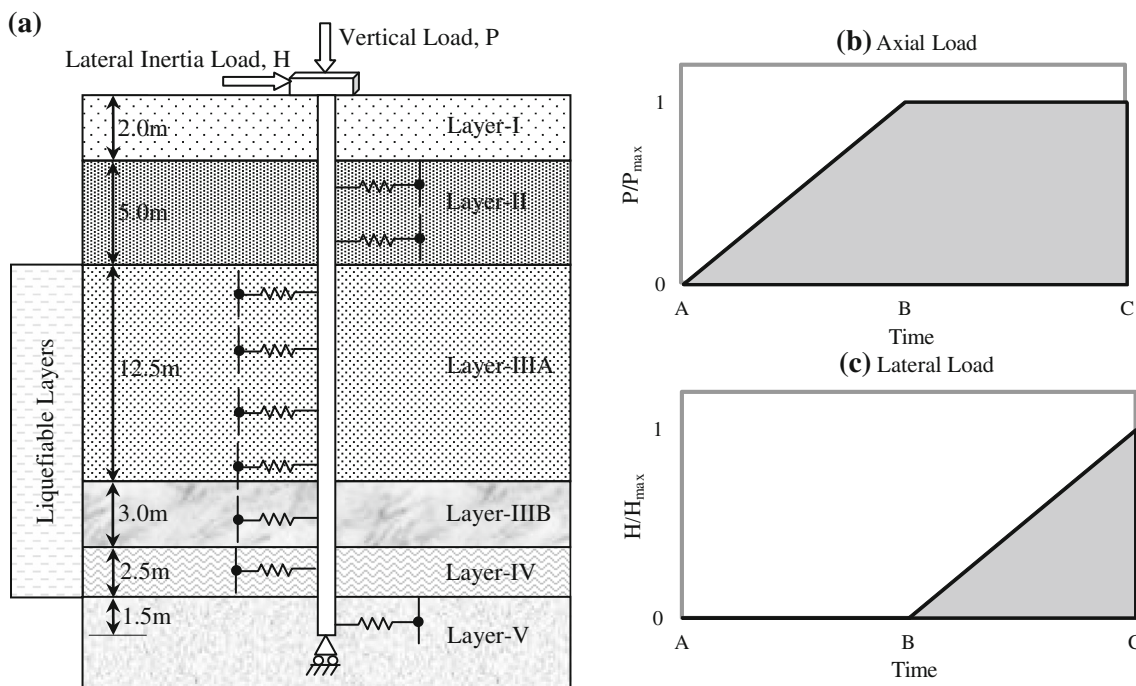 (a)
Vertical Load, P
Lateral Inertia Load, H
2.0m
Layer-I
5.0m
Layer-II
Liquefiable Layers
12.5m
Layer-IIIA
3.0m
Layer-IIIB
2.5m
Layer-IV
1.5m
Layer-V
(b) Axial Load
P/Pmax
1
0
A
B
C
Time
(c) Lateral Load
H/Hmax
1
0
A
B
C
Time